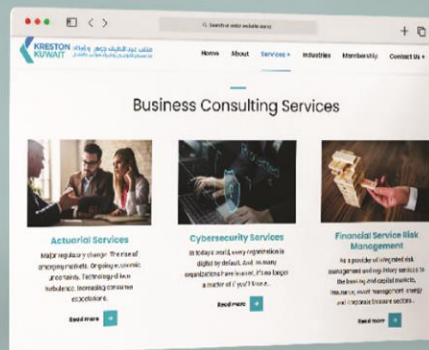 Search or enter website name
KRESTON
KUWAIT
Home About Services + Industries Membership Contact Us +
Business Consulting Services
Actuarial Services
Major regulatory change. The rise of
emerging markets. Ongoing economic
uncertainty. Technology-driven
turbulence. Increasing consumer
expectations.
Read more
Cybersecurity Services
In today's world, every organization is
digital by default. And, as many
organizations have learned, it's no longer
a matter of if you'll have a..
Read more
Financial Service Risk
Management
As a provider of integrated risk
management and regulatory services to
the banking and capital markets,
insurance, asset management, energy
and corporate treasure sectors..
Read more